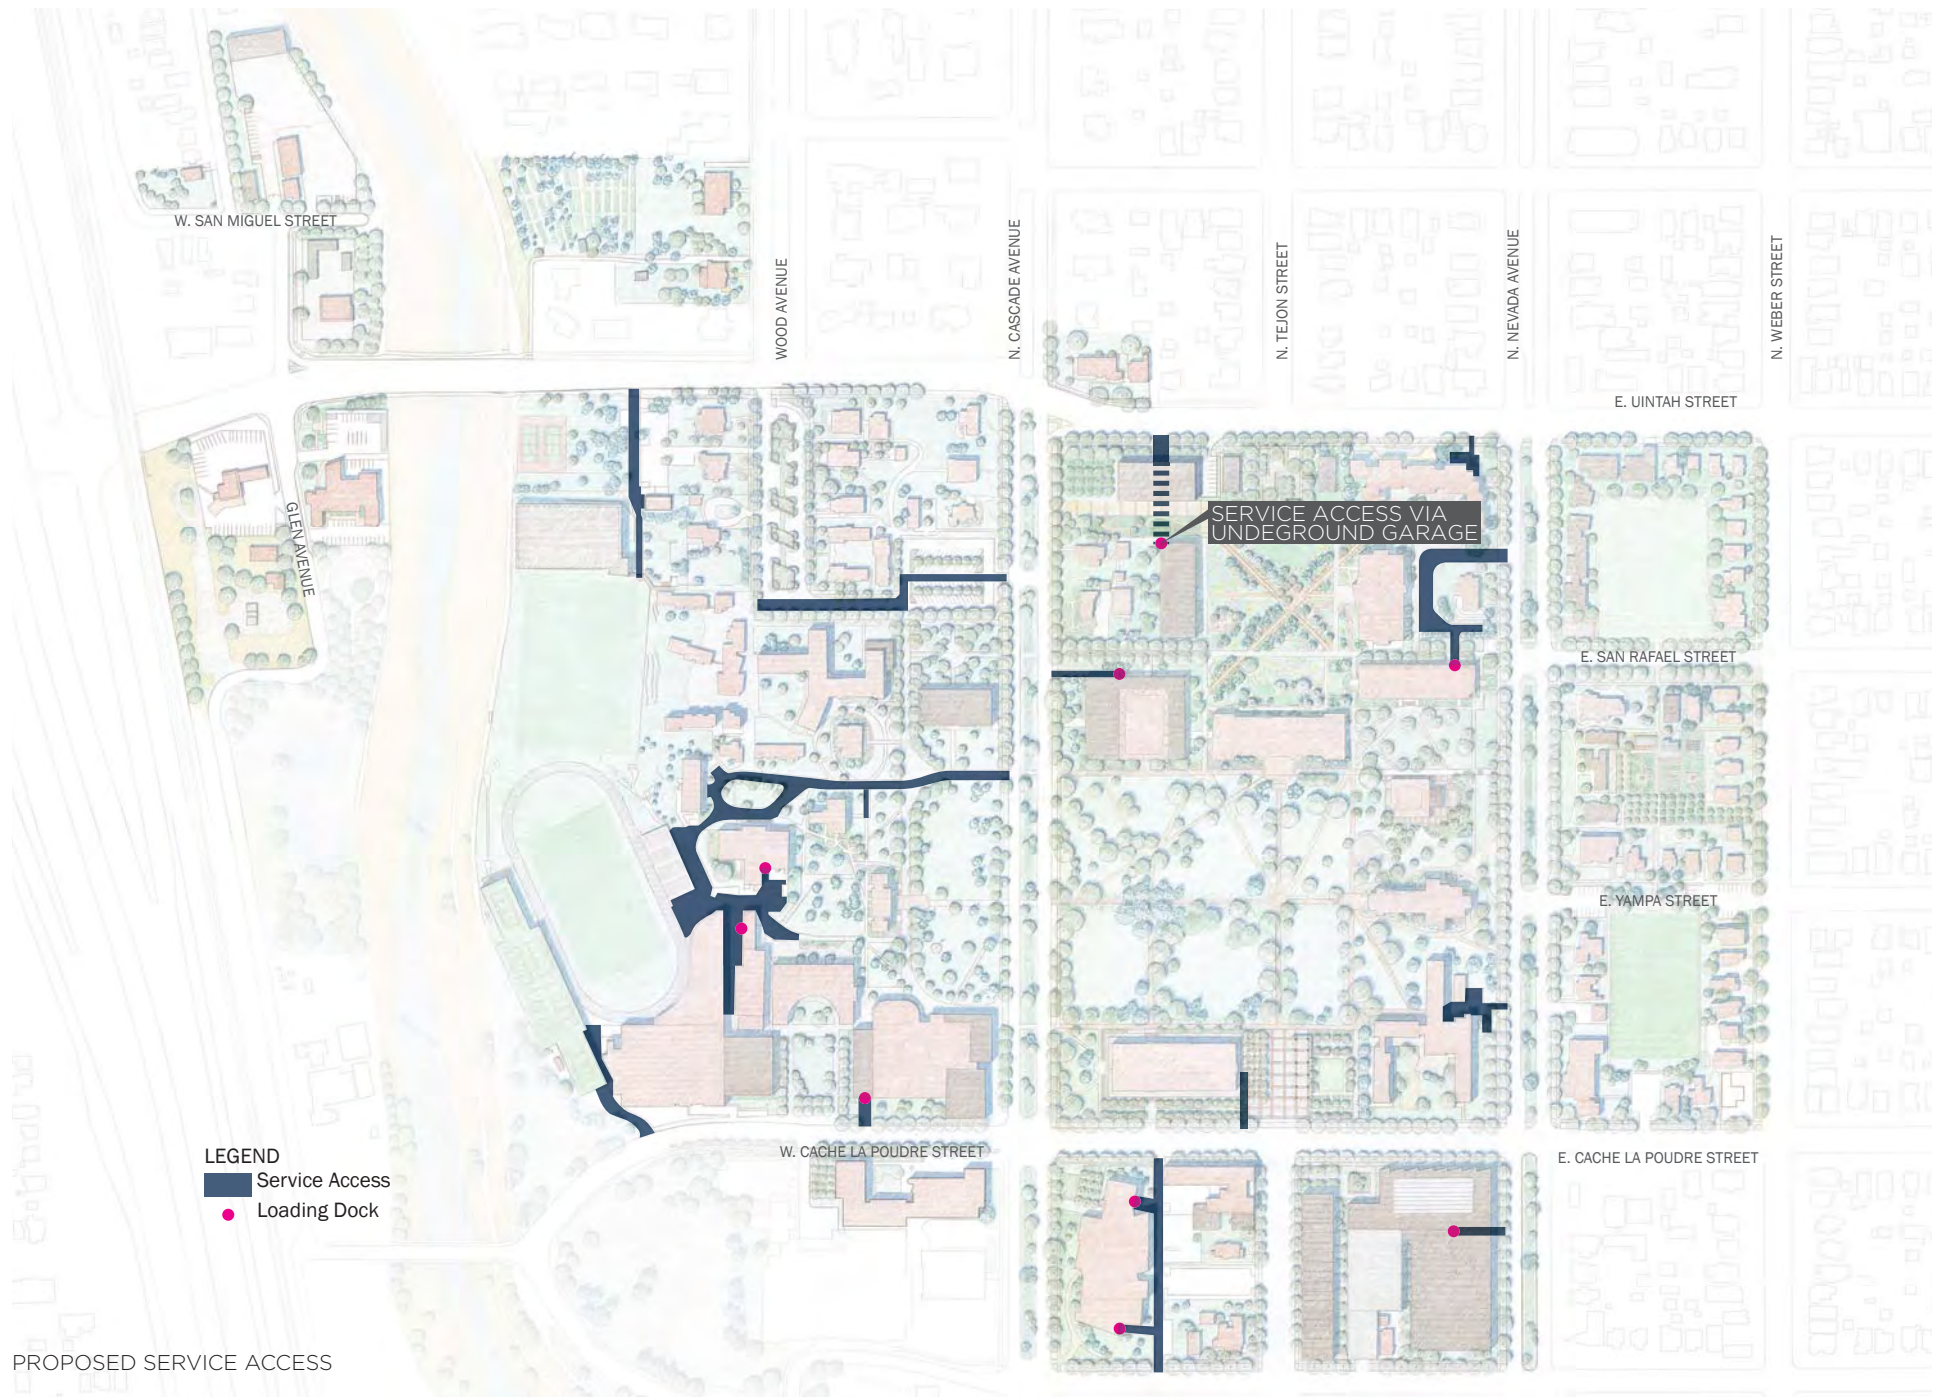 W. SAN MIGUEL STREET
WOOD AVENUE
N. CASCADE AVENUE
N. TEJON STREET
N. NEVADA AVENUE
N. WEBER STREET
E. UINTAH STREET
GLEN AVENUE
SERVICE ACCESS VIA
UNDEGROUND GARAGE
E. SAN RAFAEL STREET
E. YAMPA STREET
W. CACHE LA POUDRE STREET
E. CACHE LA POUDRE STREET
LEGEND
Service Access
Loading Dock
PROPOSED SERVICE ACCESS